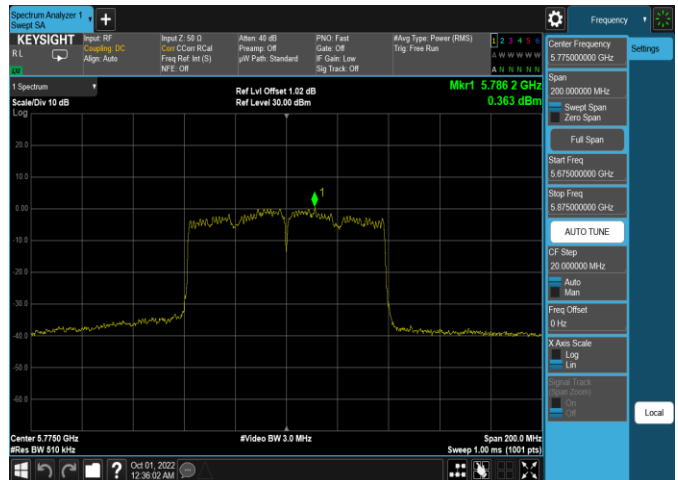 Spectrum Analyzer 1
Swept SA
+
Frequency
KEYSIGHT
R L
LXI
Input: RF
Coupling: DC
Align: Auto
Input Z: 50 Ω
Corr CCorr RCal
Freq Ref: Int (S)
NFE: Off
Atten: 40 dB
Preamp: Off
µW Path: Standard
PNO: Fast
Gate: Off
IF Gain: Low
Sig Track: Off
#Avg Type: Power (RMS)
Trig: Free Run
1 2 3 4 5 6
A W W W W W
A N N N N N
1 Spectrum
Scale/Div 10 dB
Log
Ref Lvl Offset 1.02 dB
Ref Level 30.00 dBm
Mkr1 5.786 2 GHz
0.363 dBm
20.0
10.0
0.00
-10.0
-20.0
-30.0
-40.0
-50.0
-60.0
1
Center 5.7750 GHz
#Res BW 510 kHz
#Video BW 3.0 MHz
Span 200.0 MHz
Sweep 1.00 ms (1001 pts)
Center Frequency
5.775000000 GHz
Span
200.000000 MHz
Swept Span
Zero Span
Full Span
Start Freq
5.675000000 GHz
Stop Freq
5.875000000 GHz
AUTO TUNE
CF Step
20.000000 MHz
Auto
Man
Freq Offset
0 Hz
X Axis Scale
Log
Lin
Signal Track
(Span Zoom)
On
Off
Settings
Local
?
Oct 01, 2022
12:36:02 AM